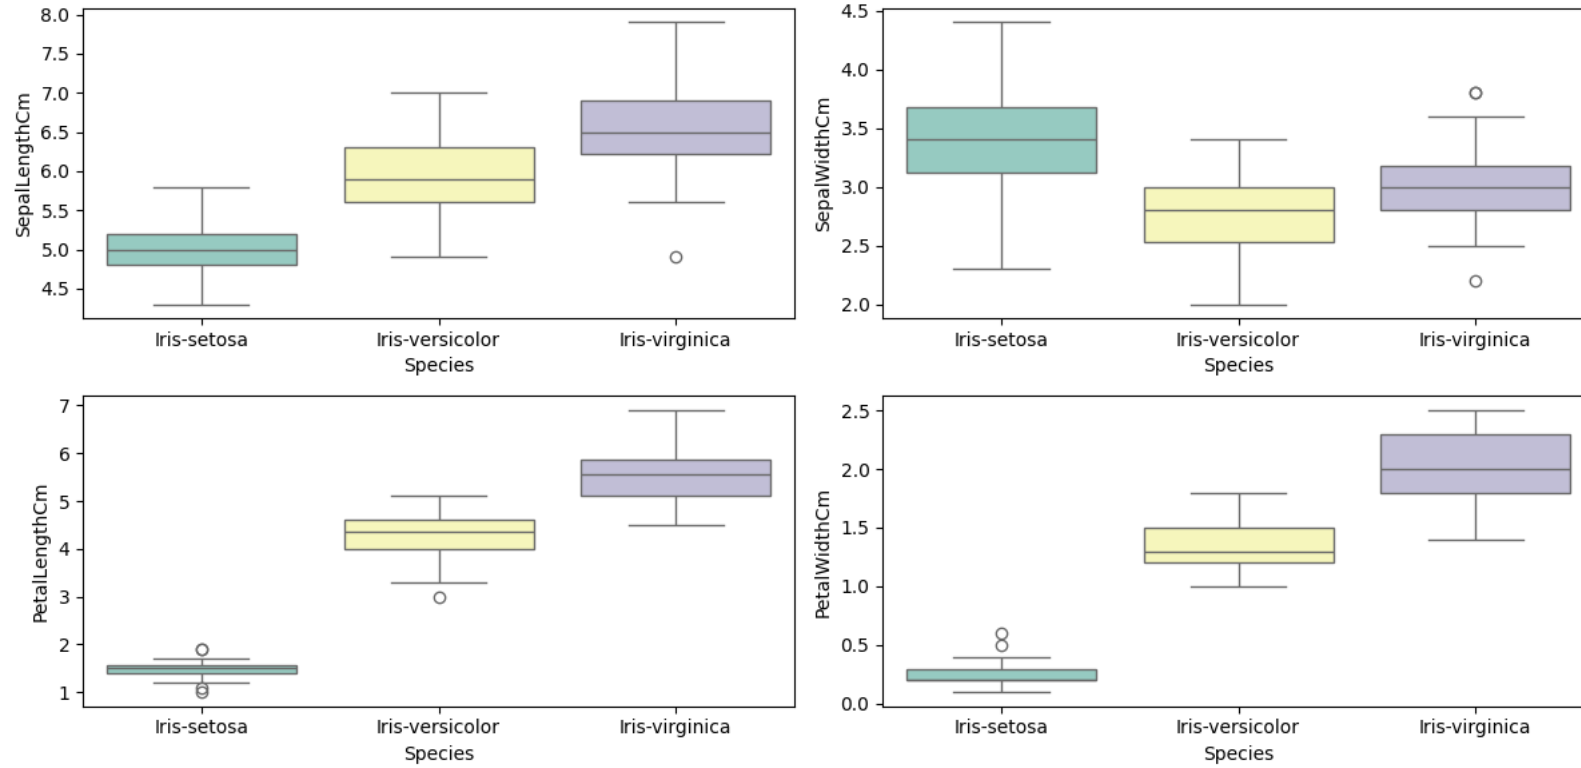 SepalLengthCm
8.0
7.5
7.0
6.5
6.0
5.5
5.0
4.5
Iris-setosa Iris-versicolor Iris-virginica
Species
SepalWidthCm
4.5
4.0
3.5
3.0
2.5
2.0
Iris-setosa Iris-versicolor Iris-virginica
Species
PetalLengthCm
7
6
5
4
3
2
1
Iris-setosa Iris-versicolor Iris-virginica
Species
PetalWidthCm
2.5
2.0
1.5
1.0
0.5
0.0
Iris-setosa Iris-versicolor Iris-virginica
Species